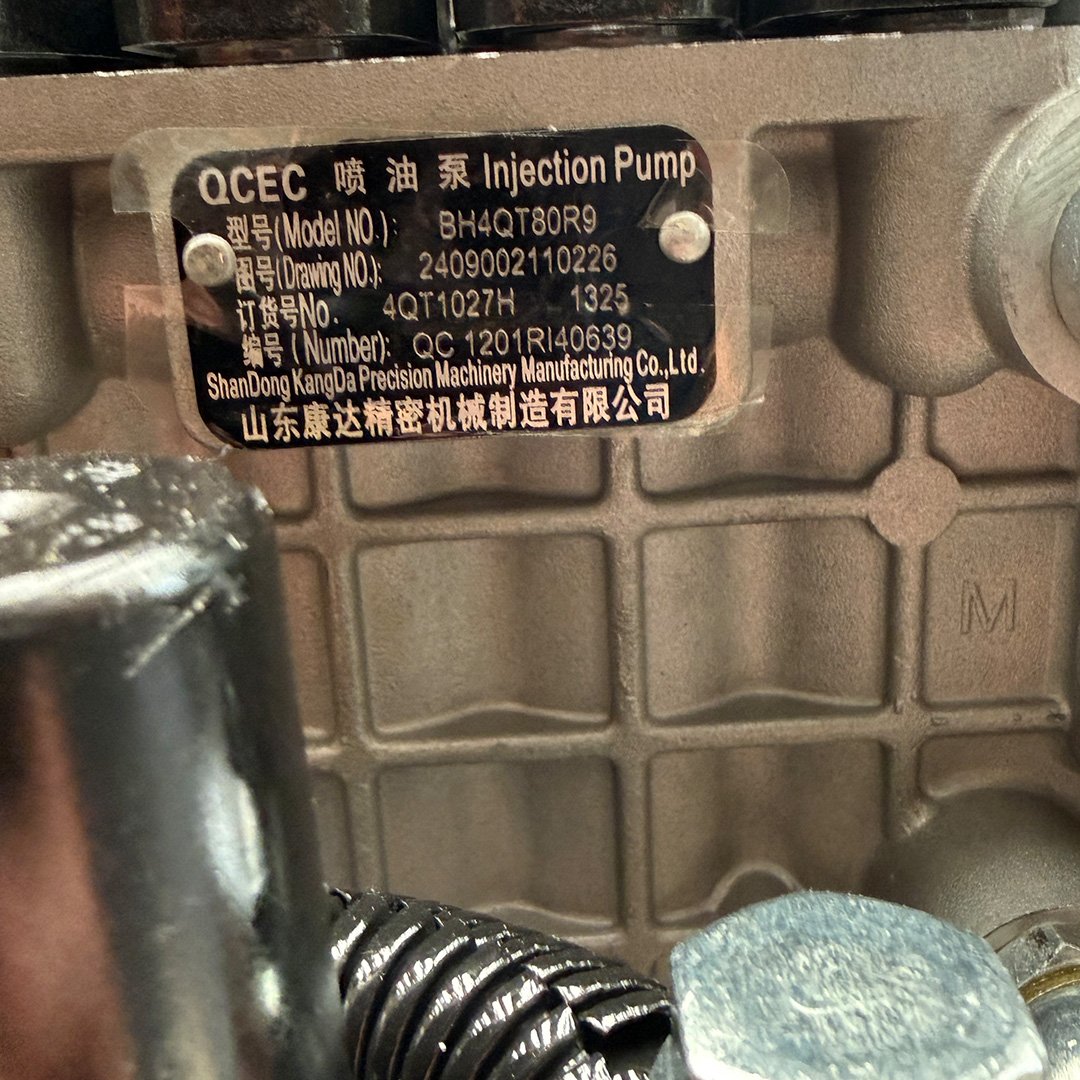 QCEC 喷油泵 Injection Pump
型号(Model NO.): BH4QT80R9
图号(Drawing NO.): 2409002110226
订货号No. 4QT1027H 1325
编号(Number): QC 1201RI40639
ShanDong KangDa Precision Machinery Manufacturing Co.,Ltd.
山东康达精密机械制造有限公司
M